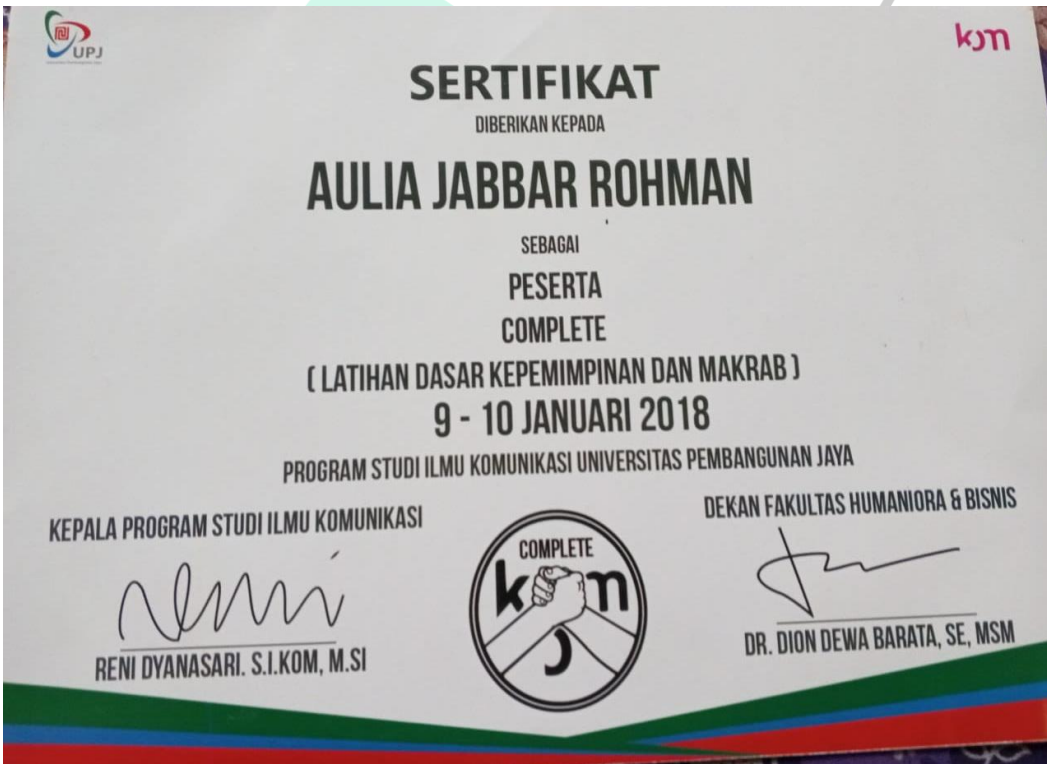 UPJ
kom
SERTIFIKAT
DIBERIKAN KEPADA
AULIA JABBAR ROHMAN
SEBAGAI
PESERTA
COMPLETE
( LATIHAN DASAR KEPEMIMPINAN DAN MAKRAB )
9 - 10 JANUARI 2018
PROGRAM STUDI ILMU KOMUNIKASI UNIVERSITAS PEMBANGUNAN JAYA
KEPALA PROGRAM STUDI ILMU KOMUNIKASI
RENI DYANASARI. S.I.KOM, M.SI
COMPLETE
kom
DEKAN FAKULTAS HUMANIORA & BISNIS
DR. DION DEWA BARATA, SE, MSM